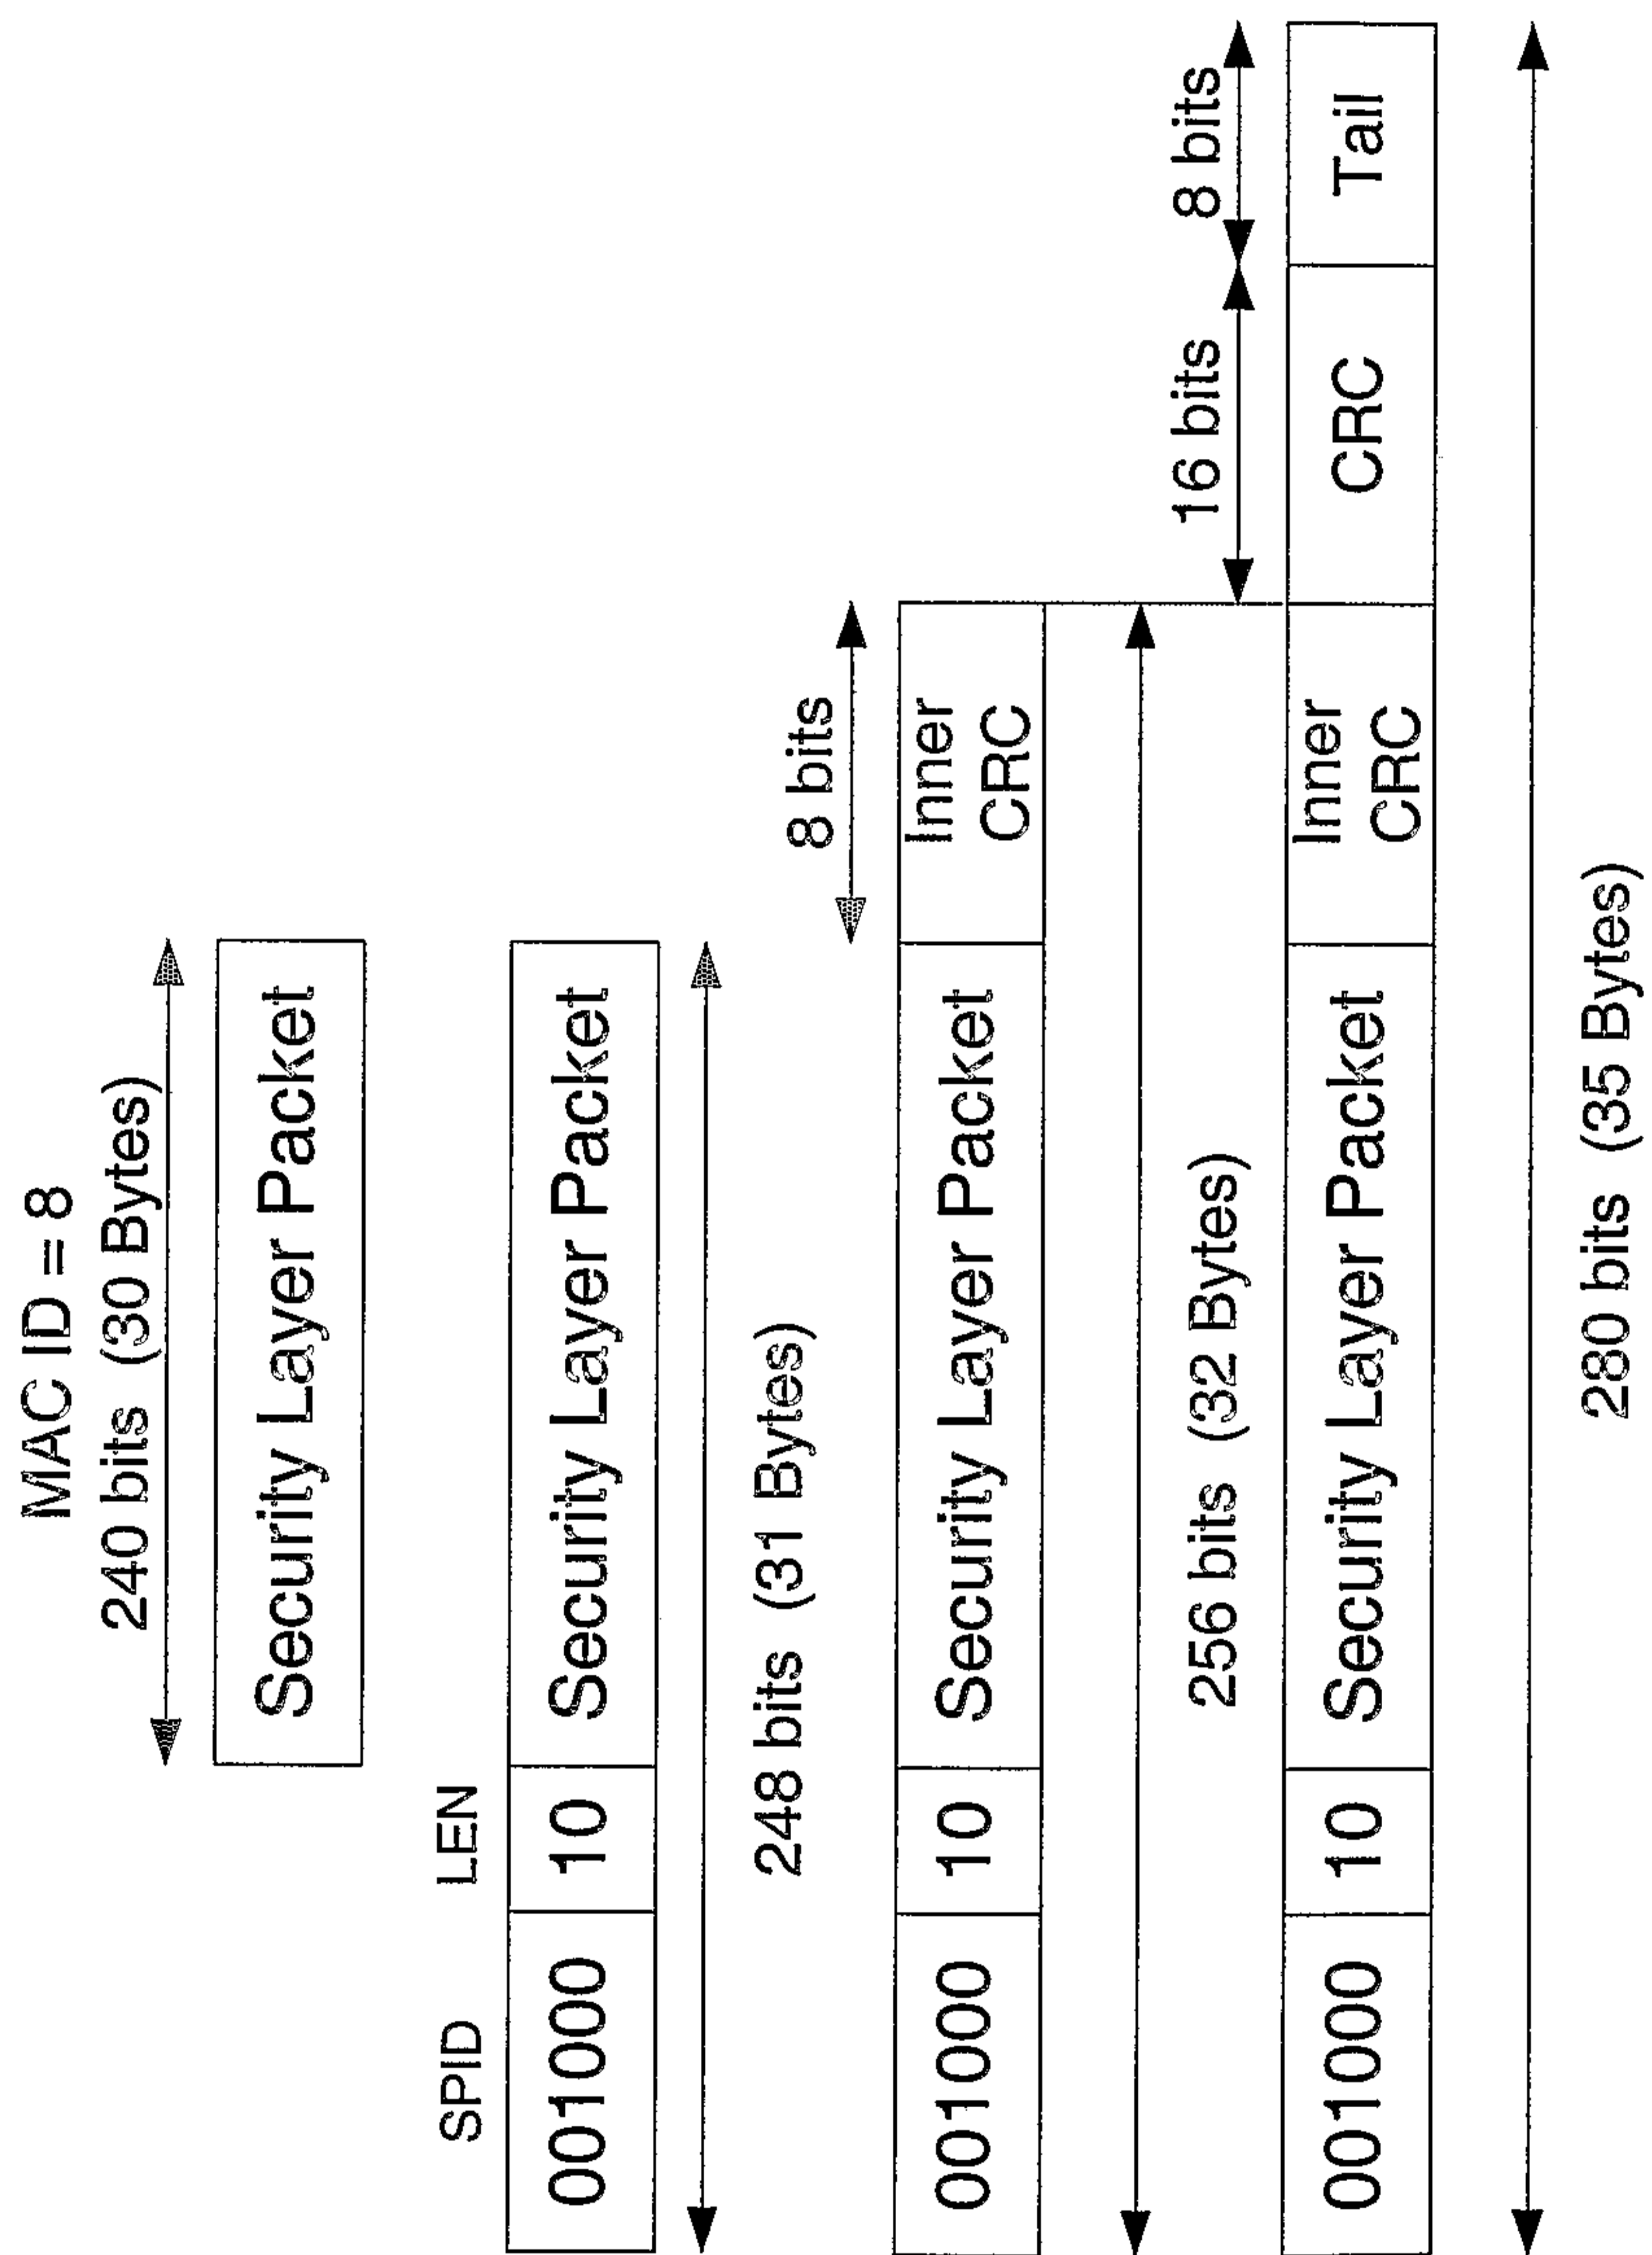 MAC ID = 8
240 bits (30 Bytes)
Security Layer Packet
SPID LEN
001000 10 Security Layer Packet
248 bits (31 Bytes)
8 bits
001000 10 Security Layer Packet Inner
CRC
256 bits (32 Bytes)
16 bits 8 bits
001000 10 Security Layer Packet Inner
CRC CRC Tail
280 bits (35 Bytes)